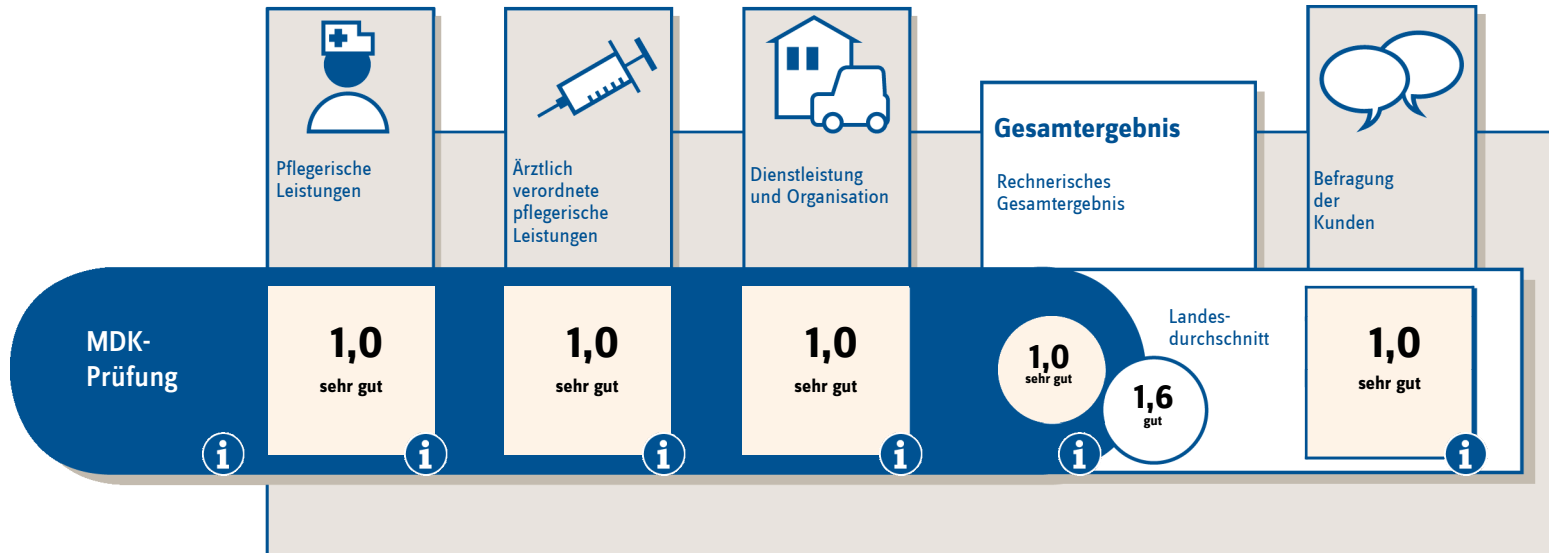 Pflegerische
Leistungen
Ärztlich
verordnete
pflegerische
Leistungen
Dienstleistung
und Organisation
Gesamtergebnis
Rechnerisches
Gesamtergebnis
Befragung
der
Kunden
MDK-
Prüfung
1,0
sehr gut
1,0
sehr gut
1,0
sehr gut
1,0
sehr gut
Landes-
durchschnitt
1,6
gut
1,0
sehr gut
i
i
i
i
i
i